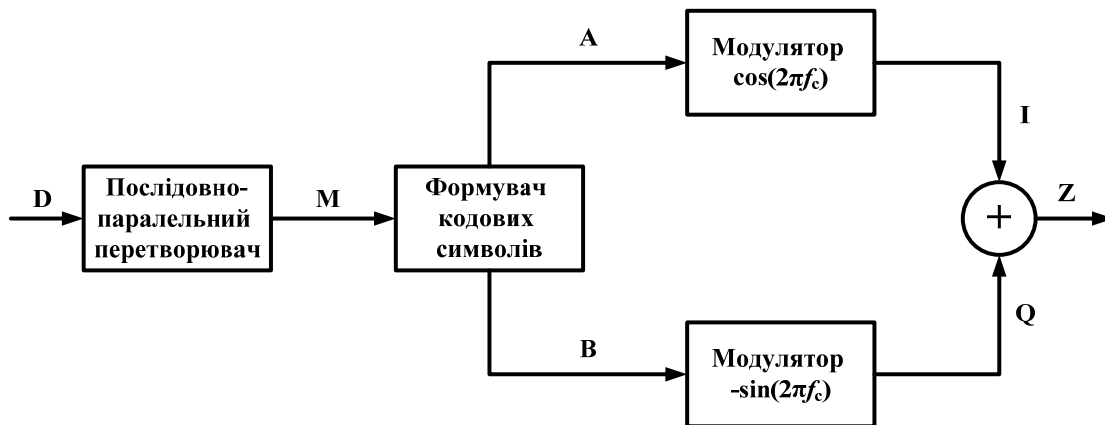 A
Модулятор
cos(2πfc)
I
D
Послідовно-
паралельний
перетворювач
M
Формувач
кодових
символів
+
Z
B
Модулятор
-sin(2πfc)
Q